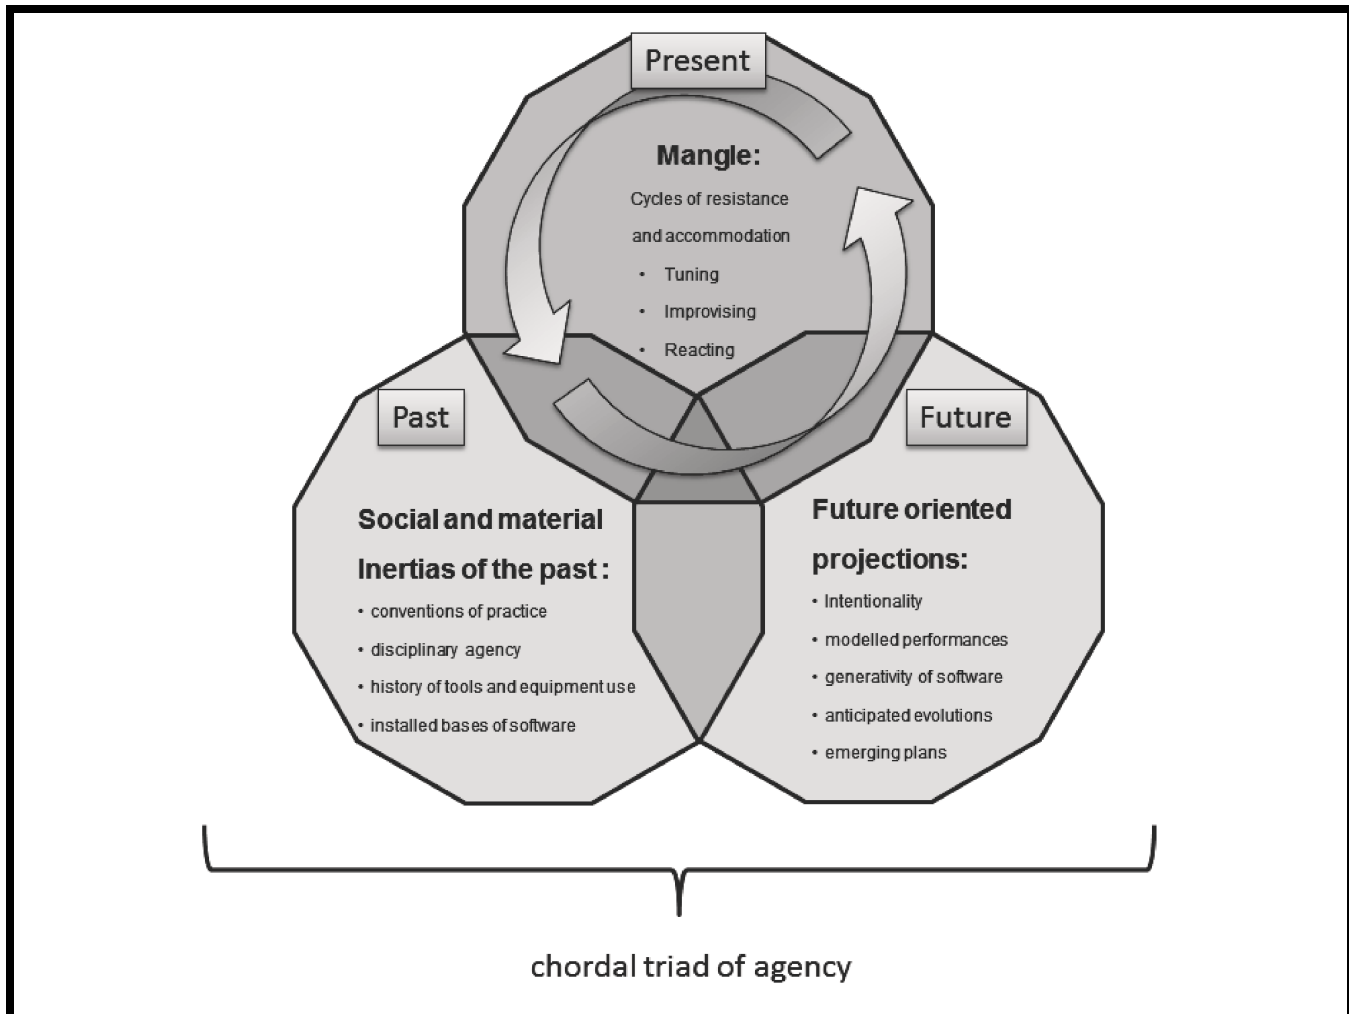 Present
Mangle:
Cycles of resistance
and accommodation
• Tuning
• Improvising
• Reacting
Past
Social and material
Inertias of the past :
• conventions of practice
• disciplinary agency
• history of tools and equipment use
• installed bases of software
Future
Future oriented
projections:
• Intentionality
• modelled performances
• generativity of software
• anticipated evolutions
• emerging plans
chordal triad of agency